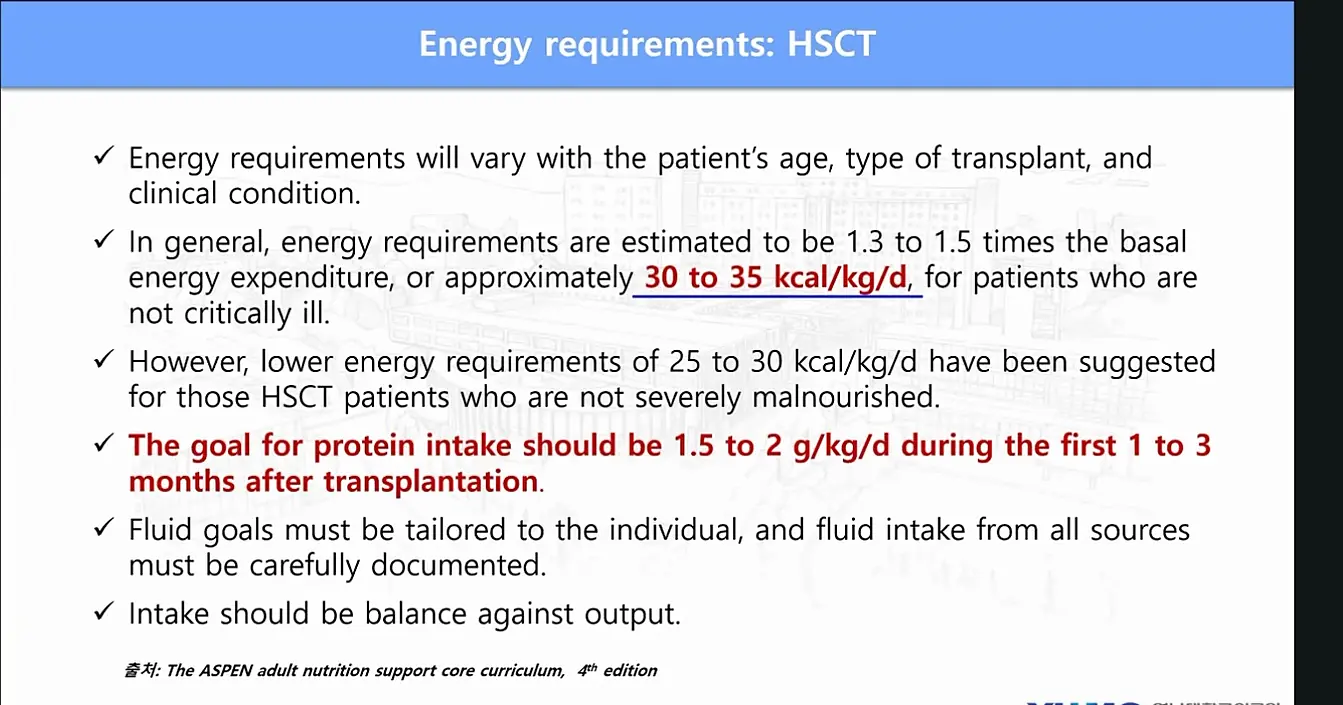 Energy requirements: HSCT
✓ Energy requirements will vary with the patient's age, type of transplant, and
clinical condition.
✓ In general, energy requirements are estimated to be 1.3 to 1.5 times the basal
energy expenditure, or approximately 30 to 35 kcal/kg/d, for patients who are
not critically ill.
✓ However, lower energy requirements of 25 to 30 kcal/kg/d have been suggested
for those HSCT patients who are not severely malnourished.
✓ The goal for protein intake should be 1.5 to 2 g/kg/d during the first 1 to 3
months after transplantation.
✓ Fluid goals must be tailored to the individual, and fluid intake from all sources
must be carefully documented.
✓ Intake should be balance against output.
출처: The ASPEN adult nutrition support core curriculum, 4th edition